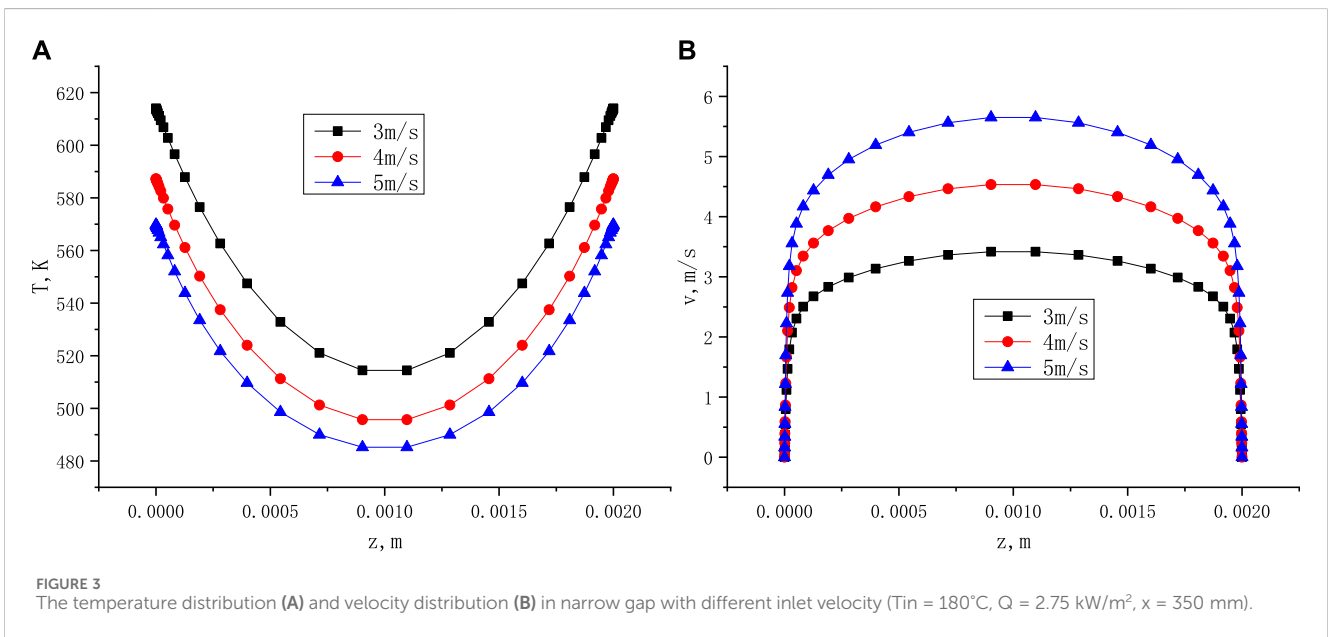 A
620
600
580
560
540
520
500
480
T, K
3m/s
4m/s
5m/s
0.0000
0.0005
0.0010
0.0015
0.0020
z, m
B
6
5
4
3
2
1
0
v, m/s
3m/s
4m/s
5m/s
0.0000
0.0005
0.0010
0.0015
0.0020
z, m
FIGURE 3
The temperature distribution (A) and velocity distribution (B) in narrow gap with different inlet velocity (Tin = 180°C, Q = 2.75 kW/m², x = 350 mm).